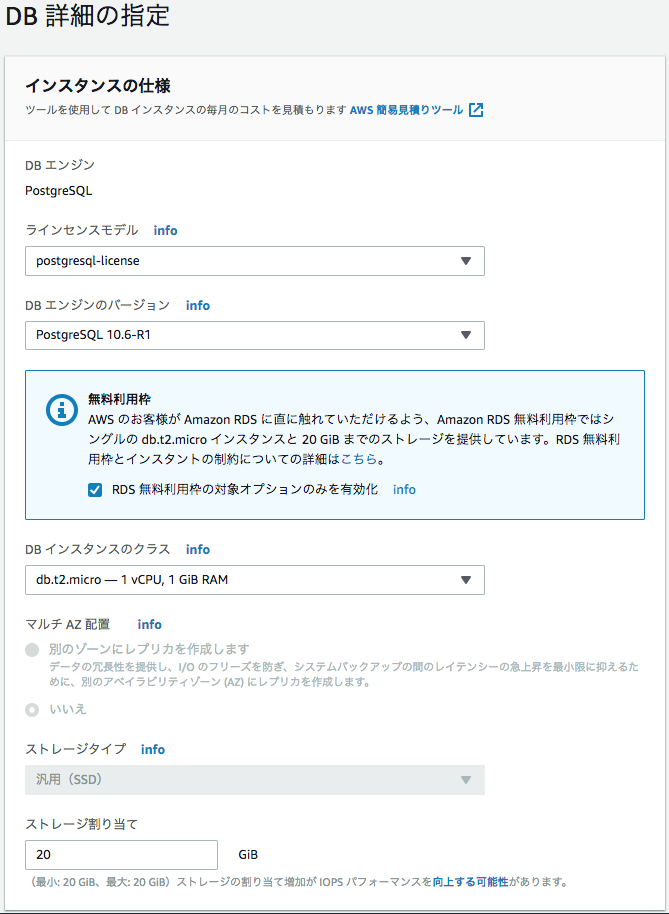 DB 詳細の指定
インスタンスの仕様
ツールを使用して DB インスタンスの毎月のコストを見積もります AWS 簡易見積りツール
DB エンジン
PostgreSQL
ラインセンスモデル info
postgresql-license
DB エンジンのバージョン info
PostgreSQL 10.6-R1
無料利用枠
AWS のお客様が Amazon RDS に直に触れていただけるよう、Amazon RDS 無料利用枠ではシ
ングルの db.t2.micro インスタンスと 20 GiB までのストレージを提供しています。RDS 無料利
用枠とインスタントの制約についての詳細はこちら。
RDS 無料利用枠の対象オプションのみを有効化 info
DB インスタンスのクラス info
db.t2.micro — 1 vCPU, 1 GiB RAM
マルチ AZ 配置 info
別のゾーンにレプリカを作成します
データの冗長性を提供し、I/O のフリーズを防ぎ、システムバックアップの間のレイテンシーの急上昇を最小限に抑えるた
めに、別のアベイラビリティゾーン (AZ) にレプリカを作成します。
いいえ
ストレージタイプ info
汎用（SSD）
ストレージ割り当て
20 GiB
（最小: 20 GiB、最大: 20 GiB）ストレージの割り当て増加が IOPS パフォーマンスを向上する可能性があります。